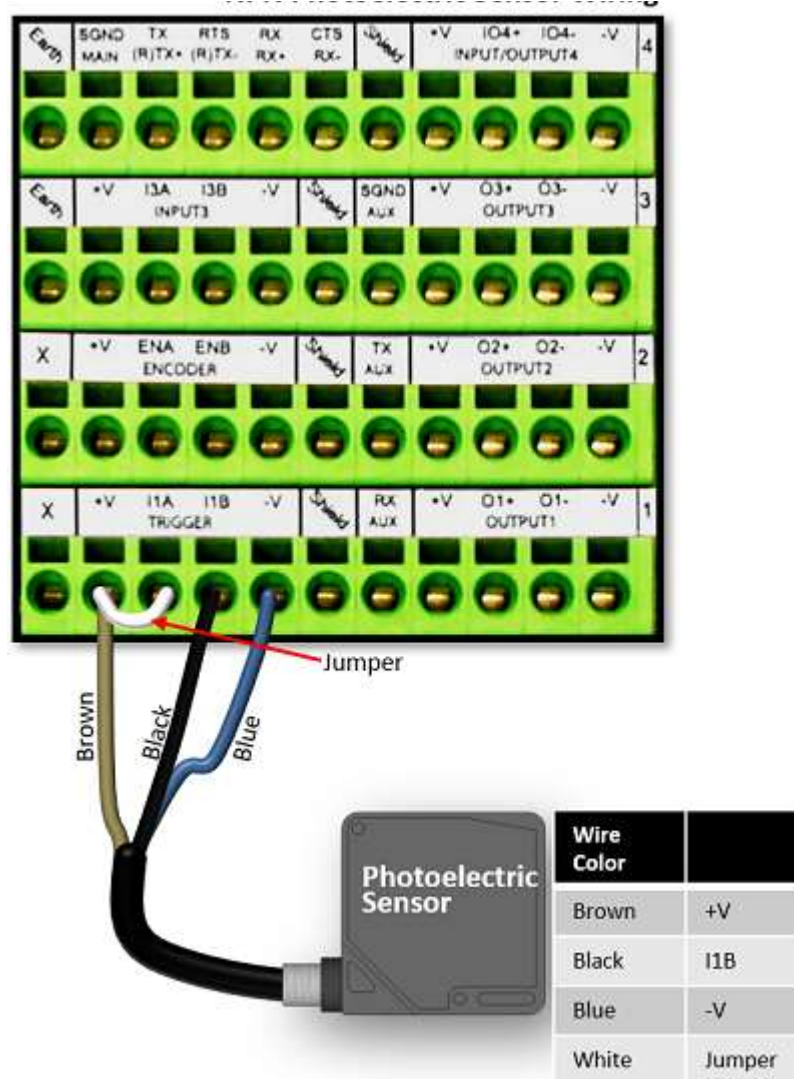 Photoelectric Sensor Wiring
Earth SGND TX RTS RX CTS Shield +V IO4+ IO4- -V 4
MAIN (R)TX+ (R)TX- RX+ RX- INPUT/OUTPUT4
Earth +V I3A I3B -V Shield SGND +V O3+ O3- -V 3
INPUT3 AUX OUTPUT3
X +V ENA ENB -V Shield TX +V O2+ O2- -V 2
ENCODER AUX OUTPUT2
X +V I1A I1B -V Shield RX +V O1+ O1- -V 1
TRIGGER AUX OUTPUT1
Jumper
Brown
Black
Blue
Photoelectric
Sensor
Wire
Color
Brown +V
Black I1B
Blue -V
White Jumper